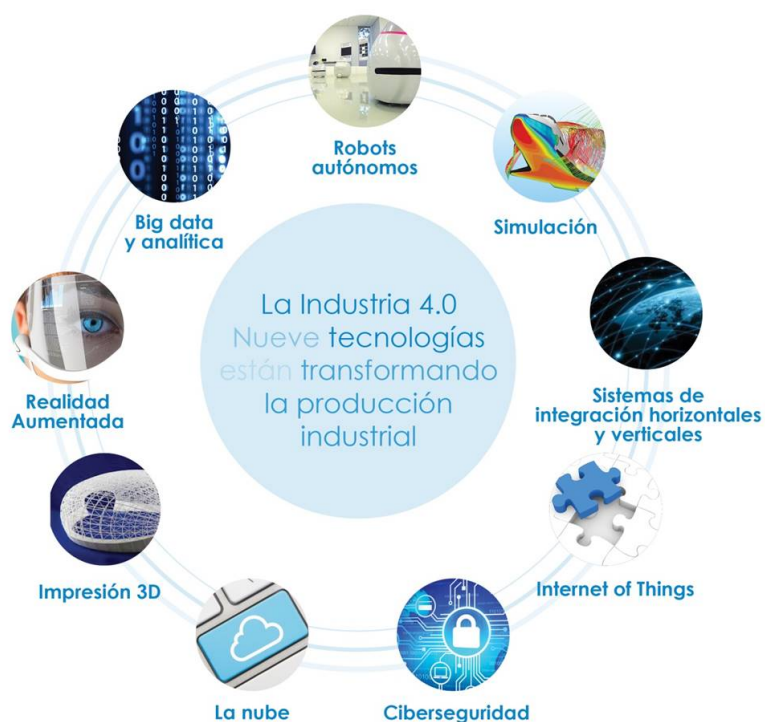 Robots
autónomos
Simulación
Sistemas de
integración horizontales
y verticales
Internet of Things
Ciberseguridad
La nube
Impresión 3D
Realidad
Aumentada
Big data
y analítica
La Industria 4.0
Nueve tecnologías
están transformando
la producción
industrial